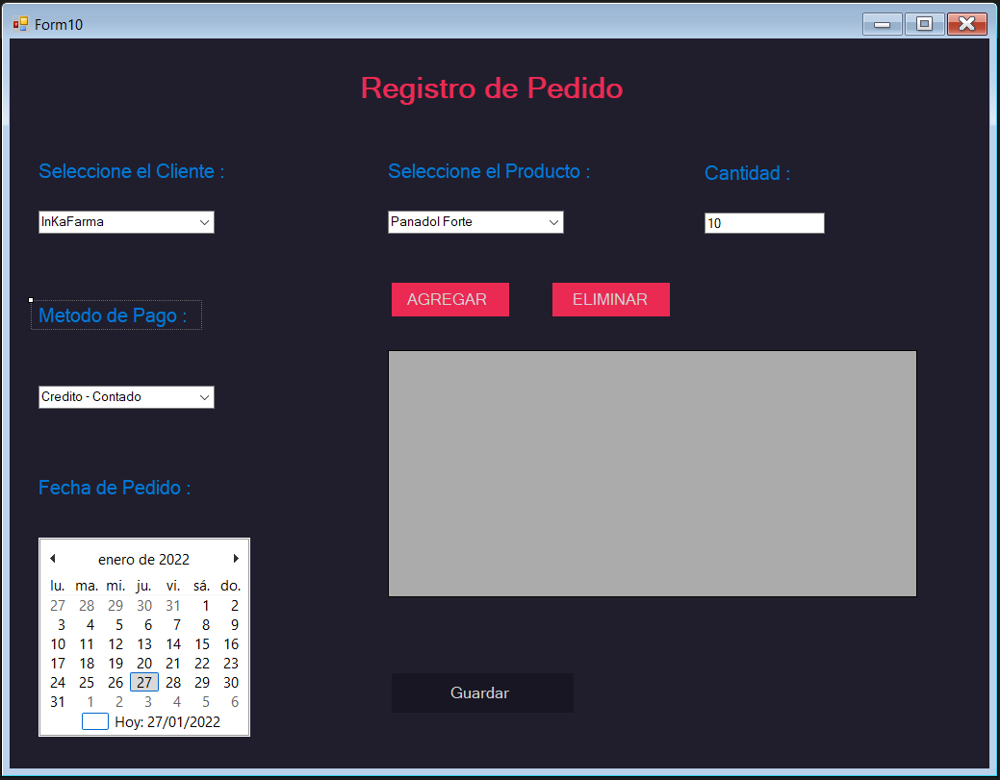 Form10
Registro de Pedido
Seleccione el Cliente :
Seleccione el Producto :
Cantidad :
InKaFarma
Panadol Forte
10
AGREGAR
ELIMINAR
Metodo de Pago :
Credito - Contado
Fecha de Pedido :
enero de 2022
lu. ma. mi. ju. vi. sá. do.
27 28 29 30 31 1 2
3 4 5 6 7 8 9
10 11 12 13 14 15 16
17 18 19 20 21 22 23
24 25 26 27 28 29 30
31 1 2 3 4 5 6
Hoy: 27/01/2022
Guardar